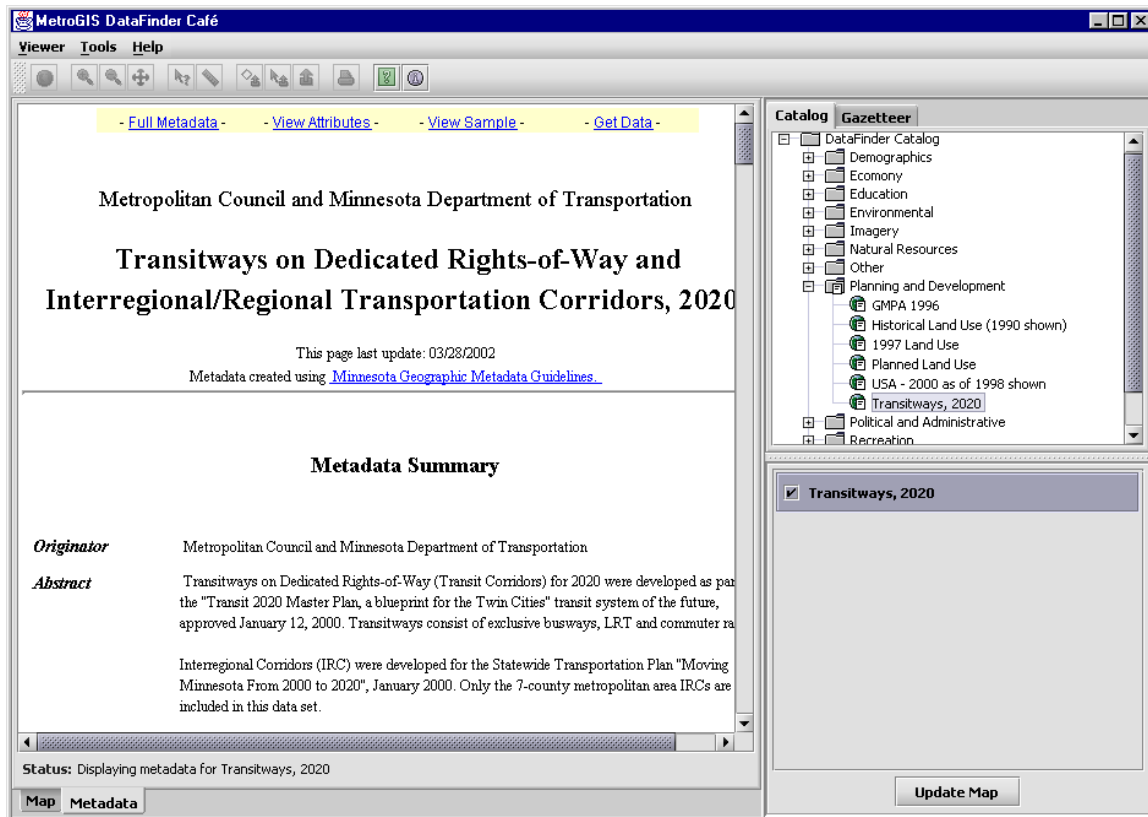 MetroGIS DataFinder Café
Viewer Tools Help
- Full Metadata - - View Attributes - - View Sample - - Get Data -
Metropolitan Council and Minnesota Department of Transportation
Transitways on Dedicated Rights-of-Way and
Interregional/Regional Transportation Corridors, 2020
This page last update: 03/28/2002
Metadata created using Minnesota Geographic Metadata Guidelines.
Metadata Summary
Originator Metropolitan Council and Minnesota Department of Transportation
Abstract Transitways on Dedicated Rights-of-Way (Transit Corridors) for 2020 were developed as par
the "Transit 2020 Master Plan, a blueprint for the Twin Cities" transit system of the future,
approved January 12, 2000. Transitways consist of exclusive busways, LRT and commuter ra
Interregional Corridors (IRC) were developed for the Statewide Transportation Plan "Moving
Minnesota From 2000 to 2020", January 2000. Only the 7-county metropolitan area IRCs are
included in this data set.
Status: Displaying metadata for Transitways, 2020
Map Metadata
Catalog Gazetteer
DataFinder Catalog
Demographics
Ecomony
Education
Environmental
Imagery
Natural Resources
Other
Planning and Development
GMPA 1996
Historical Land Use (1990 shown)
1997 Land Use
Planned Land Use
USA - 2000 as of 1998 shown
Transitways, 2020
Political and Administrative
Recreation
Transitways, 2020
Update Map